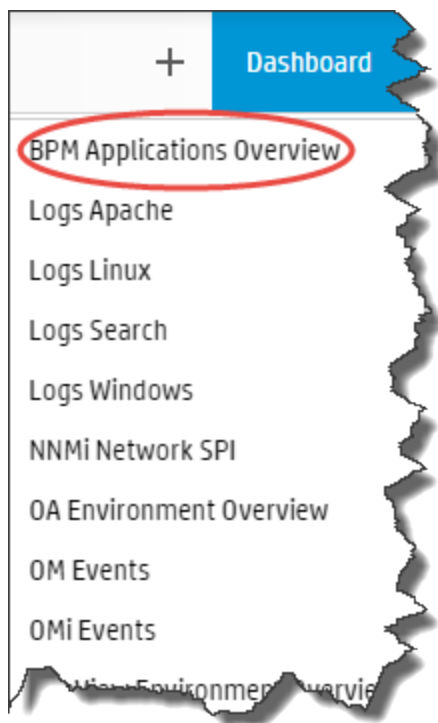 + Dashboard
BPM Applications Overview
Logs Apache
Logs Linux
Logs Search
Logs Windows
NNMi Network SPI
OA Environment Overview
OM Events
OMi Events